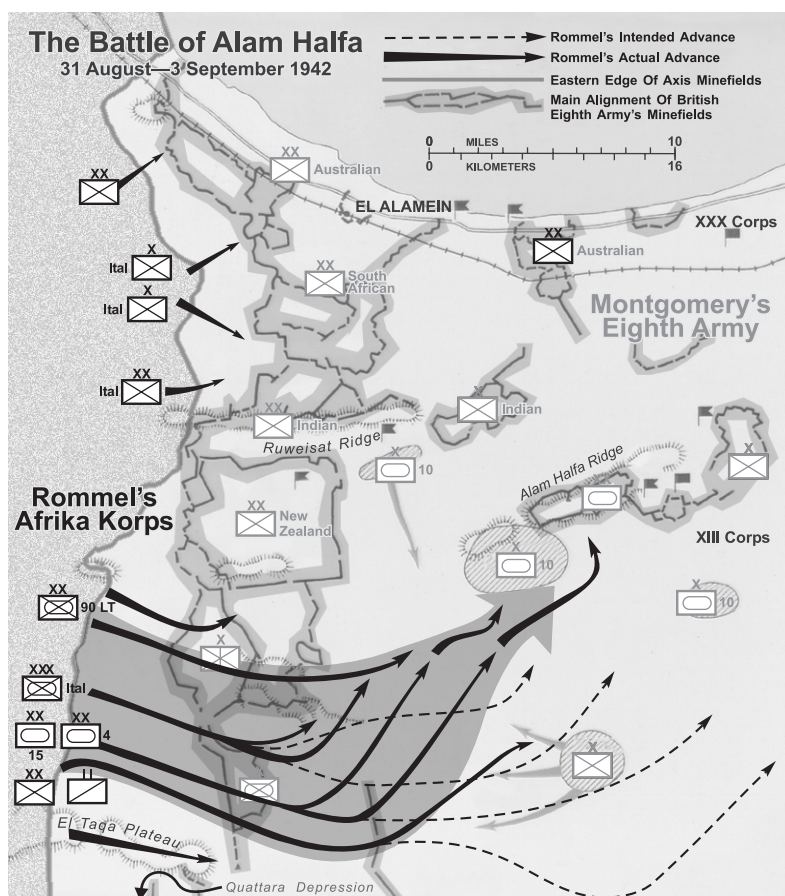 The Battle of Alam Halfa
31 August—3 September 1942
Rommel's Intended Advance
Rommel's Actual Advance
Eastern Edge Of Axis Minefields
Main Alignment Of British
Eighth Army's Minefields
0 MILES 10
0 KILOMETERS 16
XX
XX
Australian
EL ALAMEIN
XXX Corps
XX
Australian
X
Ital
X
Ital
XX
South
African
Montgomery's
Eighth Army
XX
Ital
XX
Indian
X
Indian
Ruweisat Ridge
X
10
Alam Halfa Ridge
X
X
Rommel's
Afrika Korps
XX
New
Zealand
XIII Corps
X
10
X
10
XX
90 LT
X
XXX
Ital
XX
15
XX
4
X
XX
II
El Taqa Plateau
Quattara Depression